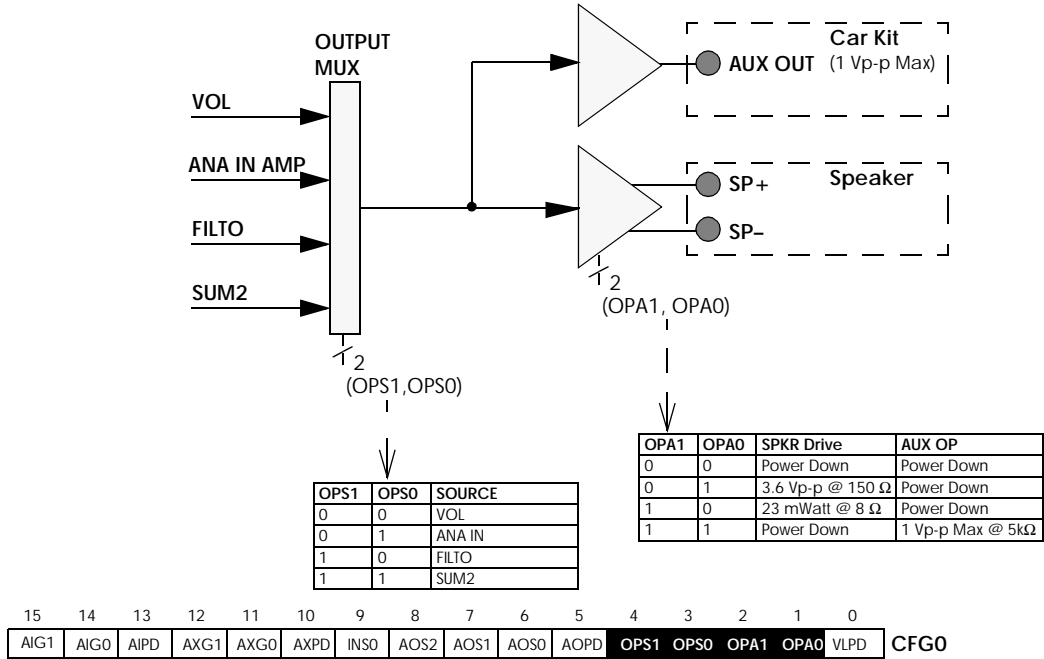 OUTPUT
MUX
VOL
ANA IN AMP
FILTO
SUM2
2
(OPS1,OPS0)
Car Kit
AUX OUT (1 Vp-p Max)
SP+ Speaker
SP–
2
(OPA1, OPA0)
OPA1 OPA0 SPKR Drive AUX OP
0 0 Power Down Power Down
0 1 3.6 Vp-p @ 150 Ω Power Down
1 0 23 mWatt @ 8 Ω Power Down
1 1 Power Down 1 Vp-p Max @ 5kΩ
OPS1 OPS0 SOURCE
0 0 VOL
0 1 ANA IN
1 0 FILTO
1 1 SUM2
15 14 13 12 11 10 9 8 7 6 5 4 3 2 1 0
AIG1 AIG0 AIPD AXG1 AXG0 AXPD INS0 AOS2 AOS1 AOS0 AOPD OPS1 OPS0 OPA1 OPA0 VLPD CFG0